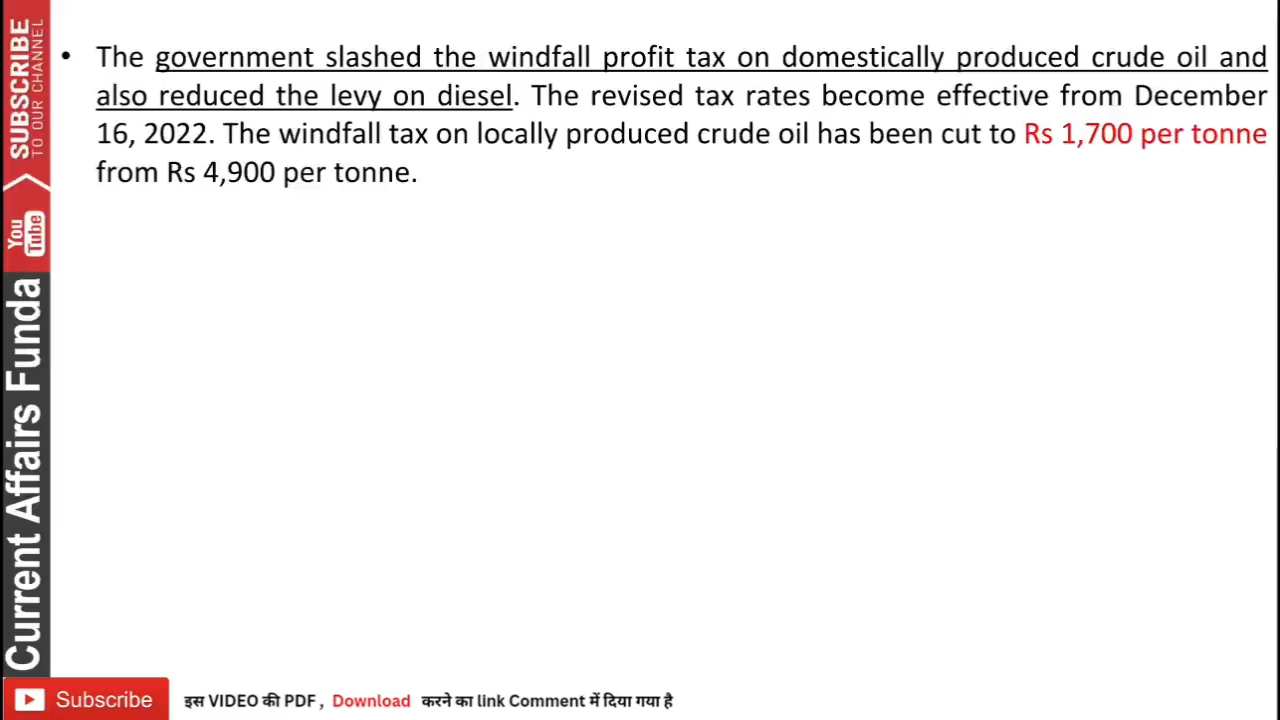 • The government slashed the windfall profit tax on domestically produced crude oil and
also reduced the levy on diesel. The revised tax rates become effective from December
16, 2022. The windfall tax on locally produced crude oil has been cut to Rs 1,700 per tonne
from Rs 4,900 per tonne.
SUBSCRIBE
TO OUR CHANNEL
You Tube
Current Affairs Funda
Subscribe
इस VIDEO की PDF , Download करने का link Comment में दिया गया है